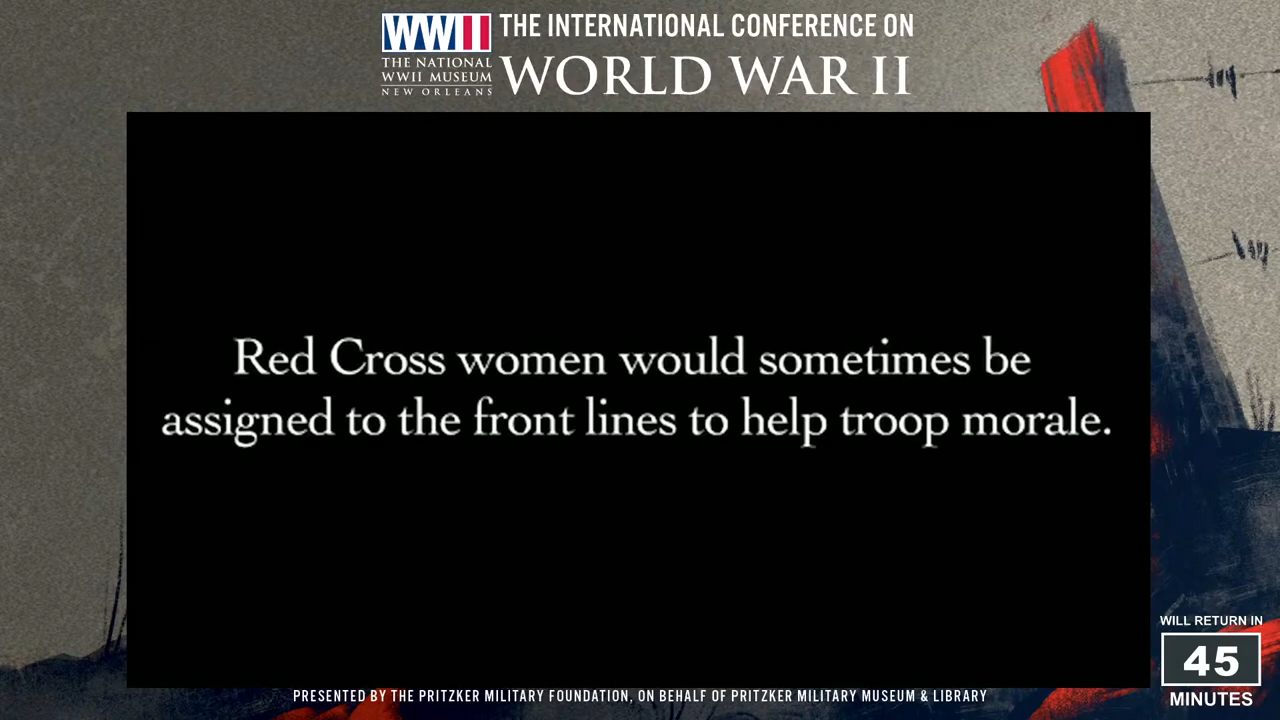 WWII
THE NATIONAL
WWII MUSEUM
NEW ORLEANS
THE INTERNATIONAL CONFERENCE ON
WORLD WAR II
Red Cross women would sometimes be
assigned to the front lines to help troop morale.
WILL RETURN IN
45
MINUTES
PRESENTED BY THE PRITZKER MILITARY FOUNDATION, ON BEHALF OF PRITZKER MILITARY MUSEUM & LIBRARY